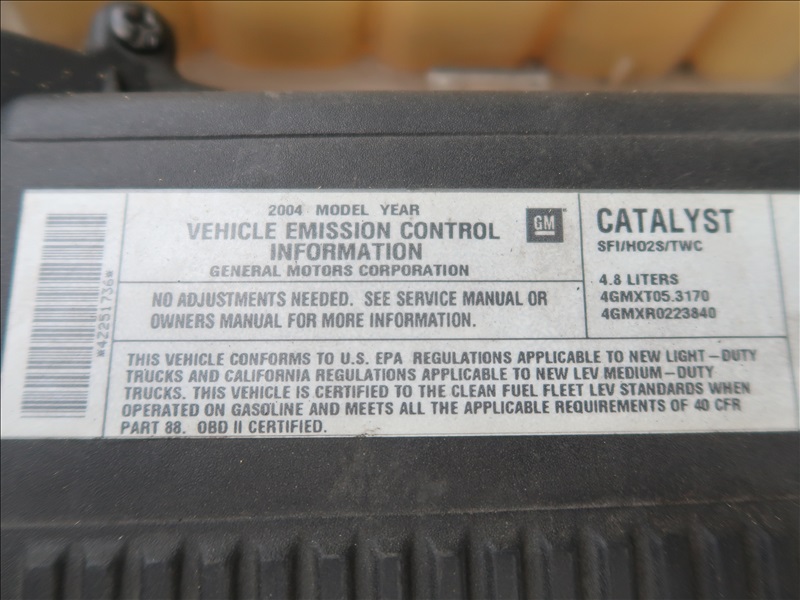 *42251736*
2004 MODEL YEAR
VEHICLE EMISSION CONTROL
INFORMATION
GENERAL MOTORS CORPORATION
GM
NO ADJUSTMENTS NEEDED. SEE SERVICE MANUAL OR
OWNERS MANUAL FOR MORE INFORMATION.
CATALYST
SFI/HO2S/TWC
4.8 LITERS
4GMXT05.3170
4GMXR0223840
THIS VEHICLE CONFORMS TO U.S. EPA REGULATIONS APPLICABLE TO NEW LIGHT-DUTY
TRUCKS AND CALIFORNIA REGULATIONS APPLICABLE TO NEW LEV MEDIUM-DUTY
TRUCKS. THIS VEHICLE IS CERTIFIED TO THE CLEAN FUEL FLEET LEV STANDARDS WHEN
OPERATED ON GASOLINE AND MEETS ALL THE APPLICABLE REQUIREMENTS OF 40 CFR
PART 88. OBD II CERTIFIED.